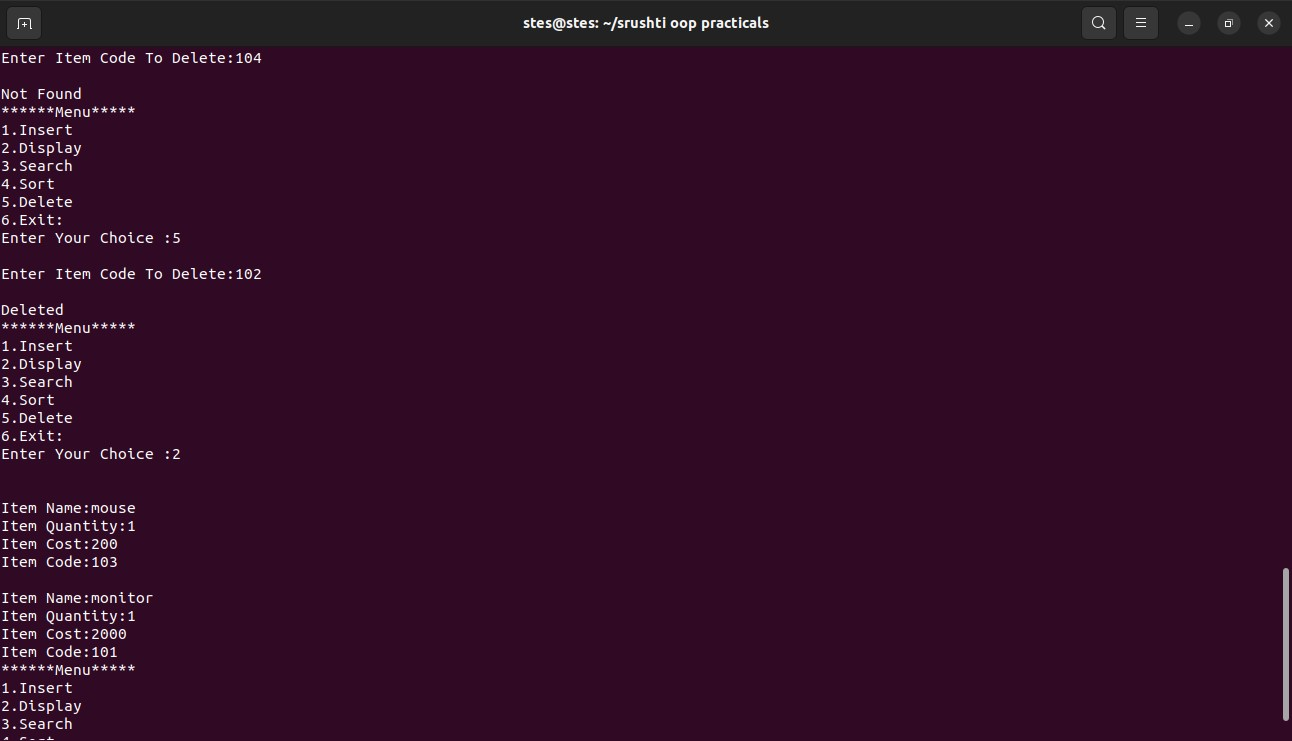 stes@stes: ~/srushti oop practicals
Enter Item Code To Delete:104
Not Found
******Menu*****
1.Insert
2.Display
3.Search
4.Sort
5.Delete
6.Exit:
Enter Your Choice :5
Enter Item Code To Delete:102
Deleted
******Menu*****
1.Insert
2.Display
3.Search
4.Sort
5.Delete
6.Exit:
Enter Your Choice :2
Item Name:mouse
Item Quantity:1
Item Cost:200
Item Code:103
Item Name:monitor
Item Quantity:1
Item Cost:2000
Item Code:101
******Menu*****
1.Insert
2.Display
3.Search
4.Sort